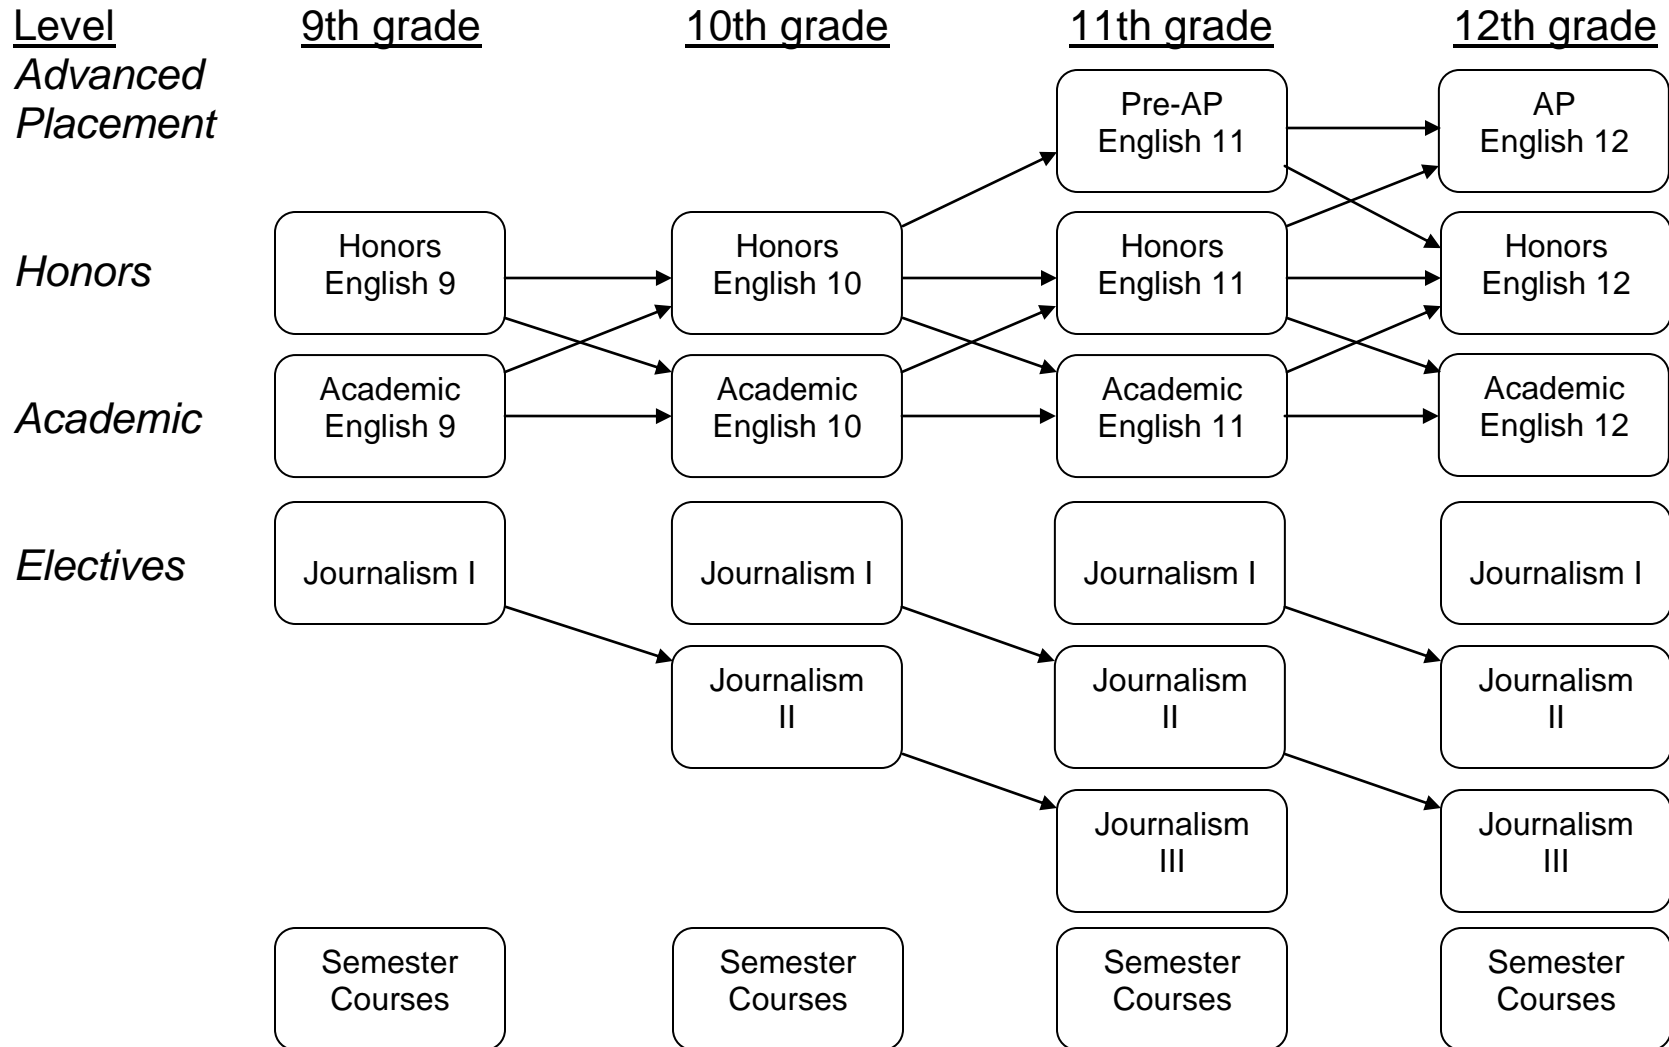 Level 9th grade 10th grade 11th grade 12th grade
Advanced
Placement
Pre-AP
English 11
AP
English 12
Honors
Honors
English 9
Honors
English 10
Honors
English 11
Honors
English 12
Academic
Academic
English 9
Academic
English 10
Academic
English 11
Academic
English 12
Electives
Journalism I
Journalism I
Journalism I
Journalism I
Journalism
II
Journalism
II
Journalism
II
Journalism
III
Journalism
III
Semester
Courses
Semester
Courses
Semester
Courses
Semester
Courses